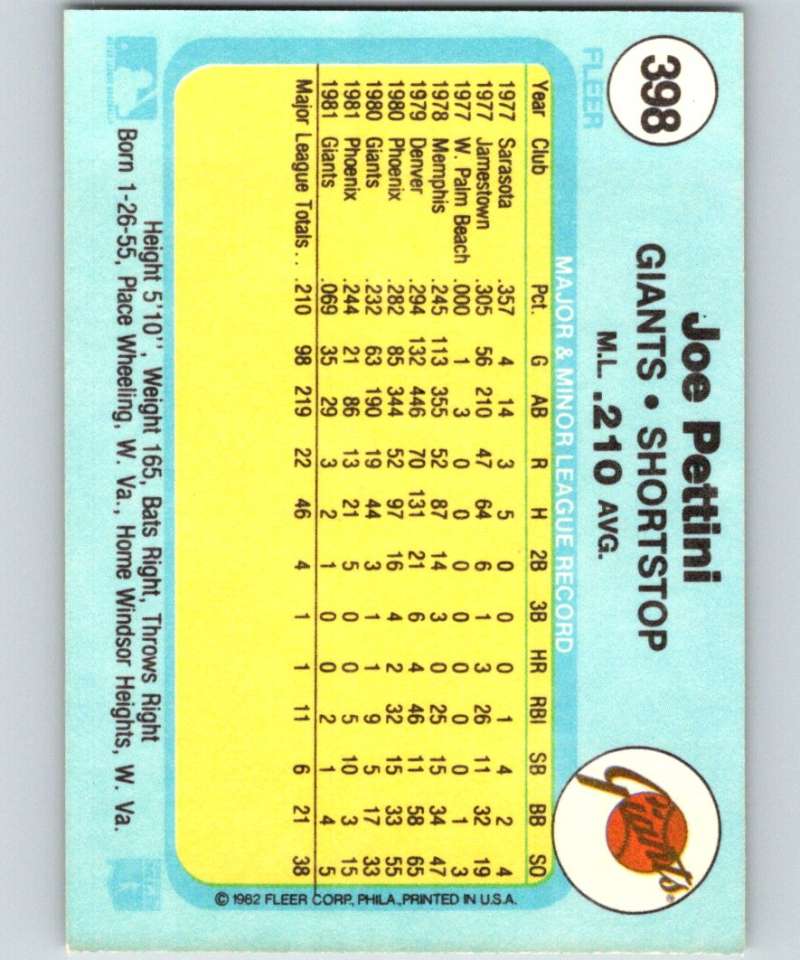 398
FLEER
Joe Pettini
GIANTS • SHORTSTOP
M.L. .210 AVG.
Giants
MAJOR & MINOR LEAGUE RECORD
Year Club Pct. G AB R H 2B 3B HR RBI SB BB SO
1977 Sarasota .357 4 14 3 5 0 0 0 1 4 2 4
1977 Jamestown .305 56 210 47 64 6 1 3 26 11 32 19
1977 W. Palm Beach .000 1 3 0 0 0 0 0 0 0 1 3
1978 Memphis .245 113 355 52 87 14 3 0 25 15 34 47
1979 Denver .294 132 446 70 131 21 6 4 46 11 58 65
1980 Phoenix .282 85 344 52 97 16 4 2 32 15 33 55
1980 Giants .232 63 190 19 44 3 1 1 9 5 17 33
1981 Phoenix .244 21 86 13 21 5 0 0 5 10 3 15
1981 Giants .069 35 29 3 2 1 0 0 2 1 4 5
Major League Totals . . .210 98 219 22 46 4 1 1 11 6 21 38
© 1982 FLEER CORP., PHILA., PRINTED IN U.S.A.
Height 5'10", Weight 165, Bats Right, Throws Right
Born 1-26-55, Place Wheeling, W. Va., Home Windsor Heights, W. Va.